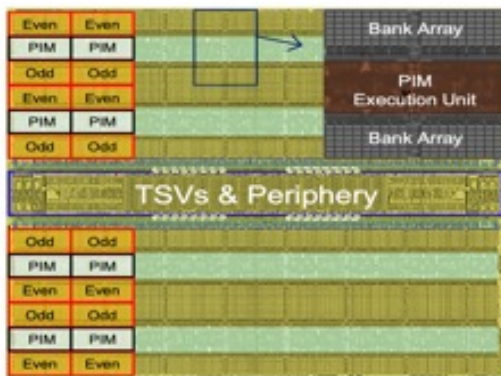 Even Even
PIM PIM
Odd Odd
Even Even
PIM PIM
Odd Odd
Bank Array
PIM
Execution Unit
Bank Array
TSVs & Periphery
Odd Odd
PIM PIM
Even Even
Odd Odd
PIM PIM
Even Even